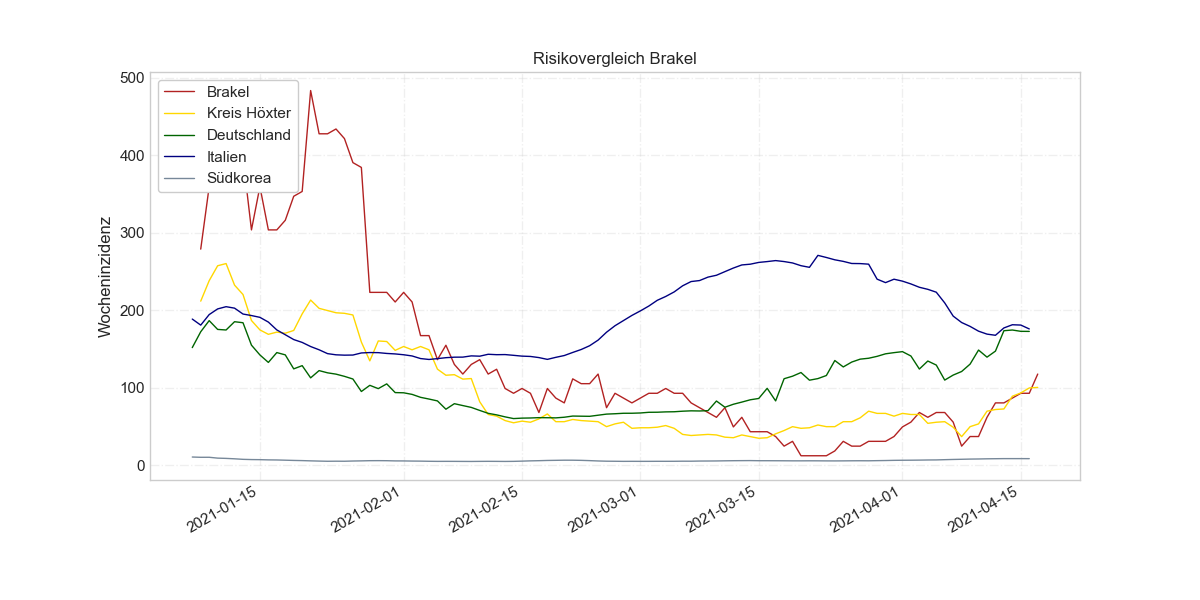 Risikovergleich Brakel
Wocheninzidenz
500
400
300
200
100
0
Brakel
Kreis Höxter
Deutschland
Italien
Südkorea
2021-01-15
2021-02-01
2021-02-15
2021-03-01
2021-03-15
2021-04-01
2021-04-15